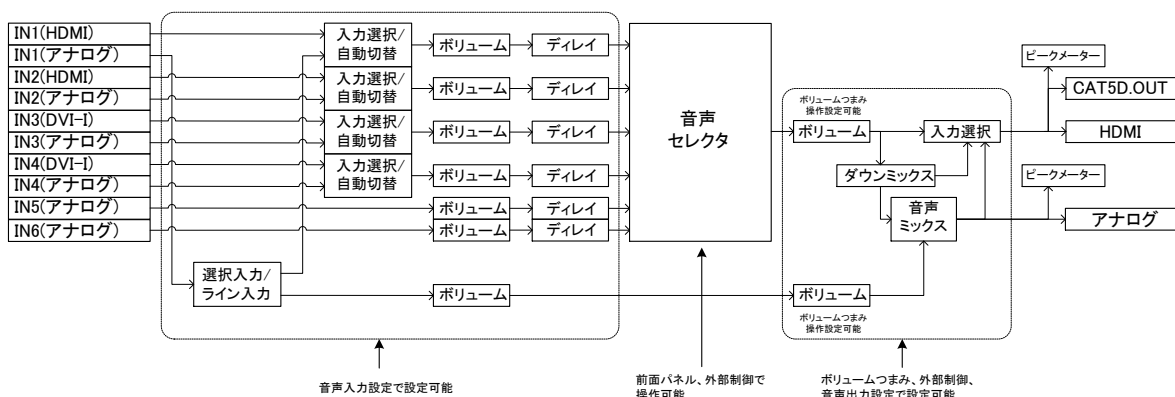 IN1(HDMI)
IN1(アナログ)
IN2(HDMI)
IN2(アナログ)
IN3(DVI-I)
IN3(アナログ)
IN4(DVI-I)
IN4(アナログ)
IN5(アナログ)
IN6(アナログ)
入力選択/
自動切替
入力選択/
自動切替
入力選択/
自動切替
入力選択/
自動切替
選択入力/
ライン入力
ボリューム
ディレイ
ボリューム
ディレイ
ボリューム
ディレイ
ボリューム
ディレイ
ボリューム
ディレイ
ボリューム
ディレイ
ボリューム
音声
セレクタ
ボリュームつまみ
操作設定可能
ボリューム
入力選択
ダウンミックス
音声
ミックス
ボリューム
ボリュームつまみ
操作設定可能
ピークメーター
CAT5D.OUT
HDMI
ピークメーター
アナログ
音声入力設定で設定可能
前面パネル、外部制御で
操作可能
ボリュームつまみ、外部制御、
音声出力設定で設定可能